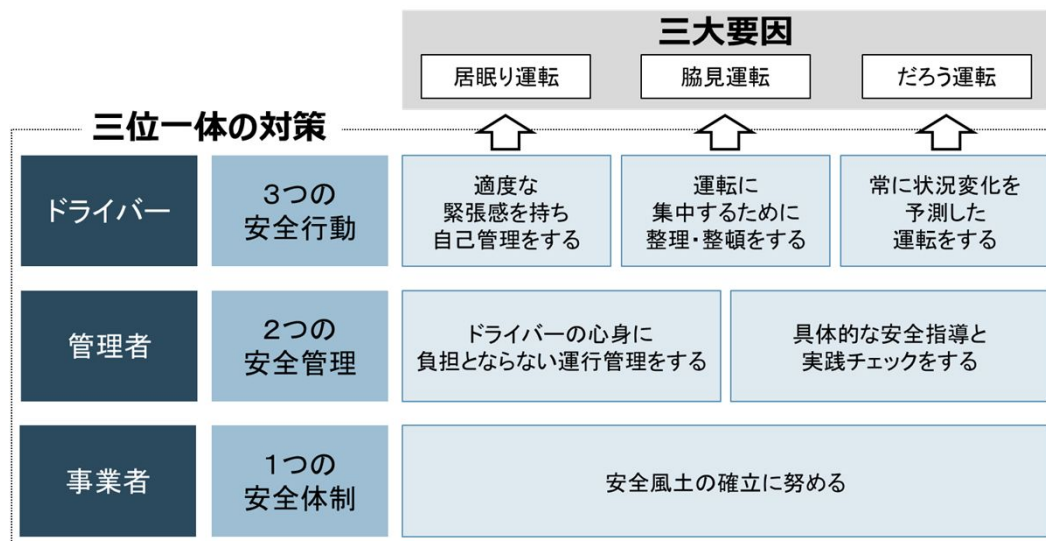 三大要因
居眠り運転
脇見運転
だろう運転
三位一体の対策
ドライバー
3つの
安全行動
適度な
緊張感を持ち
自己管理をする
運転に
集中するために
整理・整頓をする
常に状況変化を
予測した
運転をする
管理者
2つの
安全管理
ドライバーの心身に
負担とならない運行管理をする
具体的な安全指導と
実践チェックをする
事業者
1つの
安全体制
安全風土の確立に努める